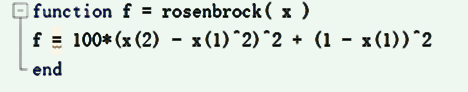 function f = rosenbrock( x )
f = 100*(x(2) - x(1)^2)^2 + (1 - x(1))^2
end